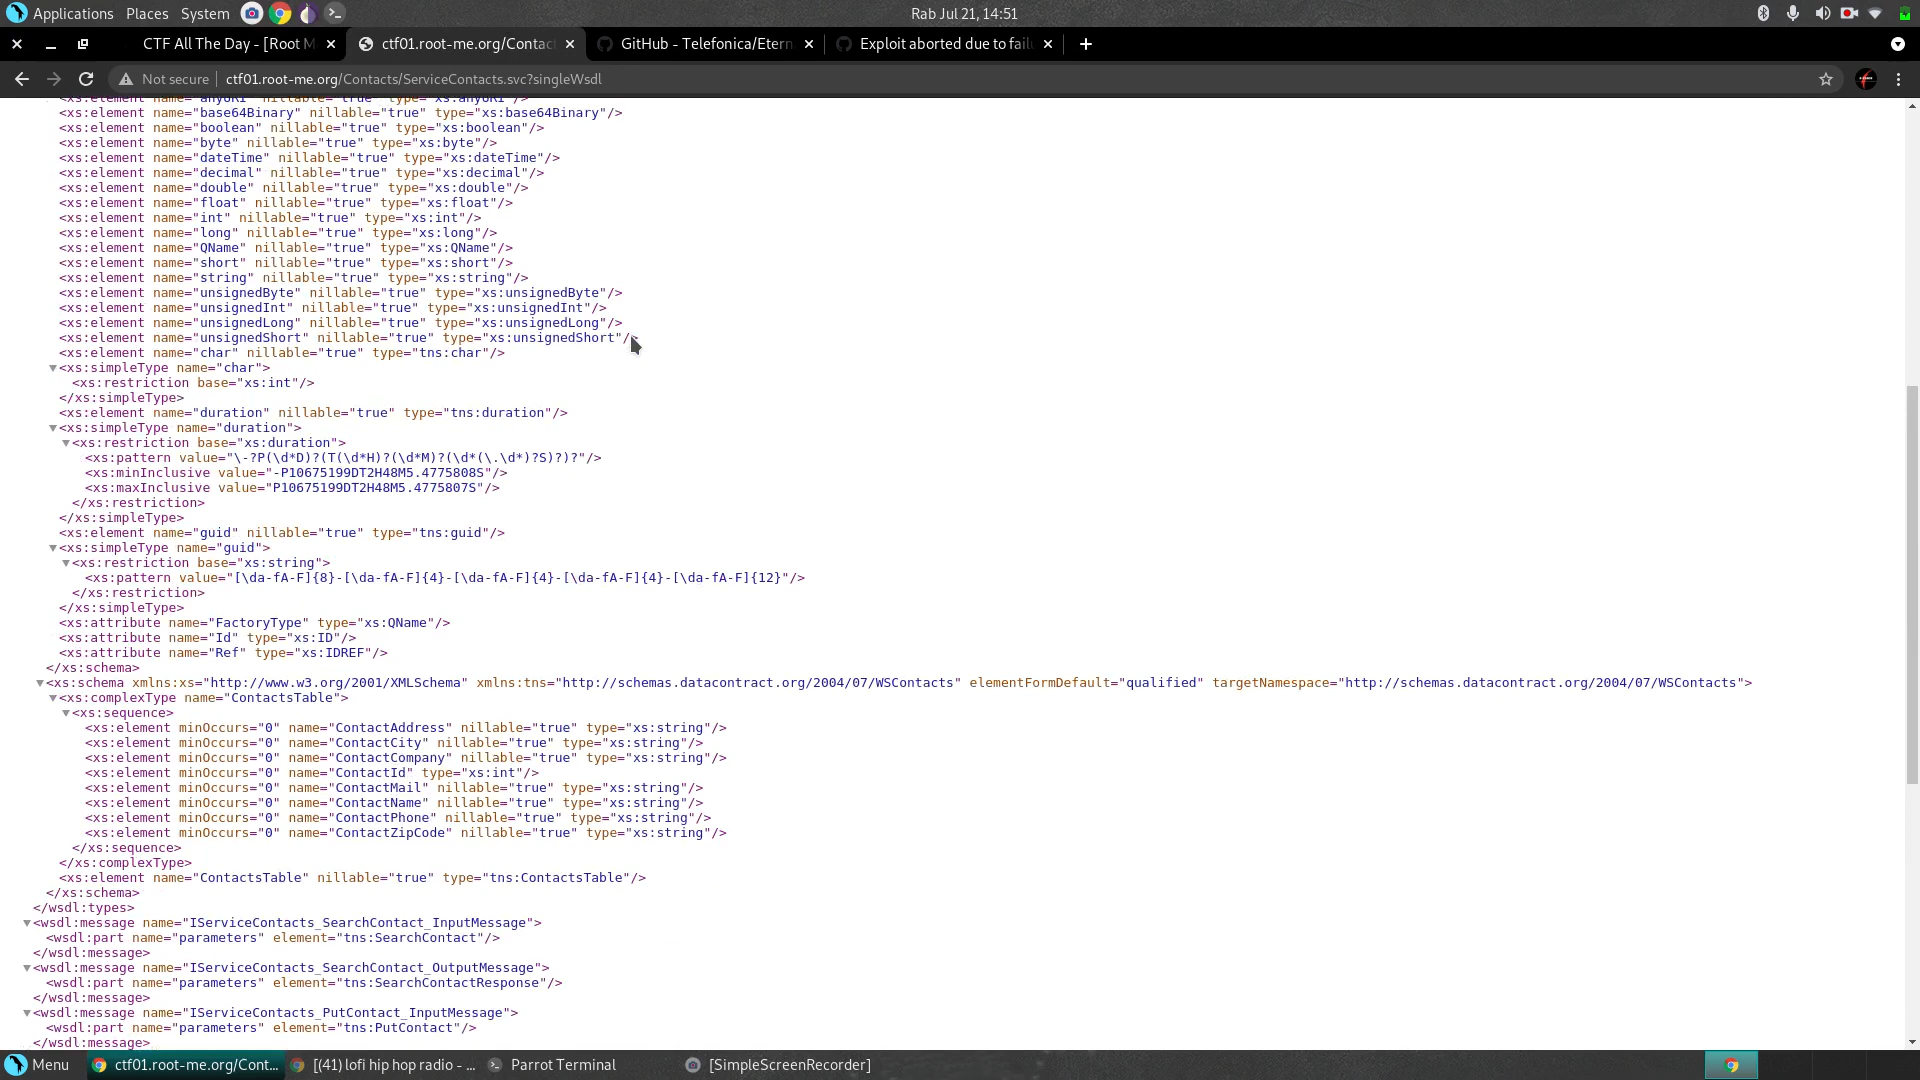 Applications Places System Rab Jul 21, 14:51
CTF All The Day - [Root M ctf01.root-me.org/Contac GitHub - Telefonica/Etern Exploit aborted due to fail
Not secure ctf01.root-me.org/Contacts/ServiceContacts.svc?singleWsdl
<xs:element name="anyURI" nillable="true" type="xs:anyURI"/>
<xs:element name="base64Binary" nillable="true" type="xs:base64Binary"/>
<xs:element name="boolean" nillable="true" type="xs:boolean"/>
<xs:element name="byte" nillable="true" type="xs:byte"/>
<xs:element name="dateTime" nillable="true" type="xs:dateTime"/>
<xs:element name="decimal" nillable="true" type="xs:decimal"/>
<xs:element name="double" nillable="true" type="xs:double"/>
<xs:element name="float" nillable="true" type="xs:float"/>
<xs:element name="int" nillable="true" type="xs:int"/>
<xs:element name="long" nillable="true" type="xs:long"/>
<xs:element name="QName" nillable="true" type="xs:QName"/>
<xs:element name="short" nillable="true" type="xs:short"/>
<xs:element name="string" nillable="true" type="xs:string"/>
<xs:element name="unsignedByte" nillable="true" type="xs:unsignedByte"/>
<xs:element name="unsignedInt" nillable="true" type="xs:unsignedInt"/>
<xs:element name="unsignedLong" nillable="true" type="xs:unsignedLong"/>
<xs:element name="unsignedShort" nillable="true" type="xs:unsignedShort"/>
<xs:element name="char" nillable="true" type="tns:char"/>
<xs:simpleType name="char">
<xs:restriction base="xs:int"/>
</xs:simpleType>
<xs:element name="duration" nillable="true" type="tns:duration"/>
<xs:simpleType name="duration">
<xs:restriction base="xs:duration">
<xs:pattern value="\-?P(\d*D)?(T(\d*H)?(\d*M)?(\d*(\.\d*)?S)?)?"/>
<xs:minInclusive value="-P10675199DT2H48M5.4775808S"/>
<xs:maxInclusive value="P10675199DT2H48M5.4775807S"/>
</xs:restriction>
</xs:simpleType>
<xs:element name="guid" nillable="true" type="tns:guid"/>
<xs:simpleType name="guid">
<xs:restriction base="xs:string">
<xs:pattern value="[\da-fA-F]{8}-[\da-fA-F]{4}-[\da-fA-F]{4}-[\da-fA-F]{4}-[\da-fA-F]{12}"/>
</xs:restriction>
</xs:simpleType>
<xs:attribute name="FactoryType" type="xs:QName"/>
<xs:attribute name="Id" type="xs:ID"/>
<xs:attribute name="Ref" type="xs:IDREF"/>
</xs:schema>
<xs:schema xmlns:xs="http://www.w3.org/2001/XMLSchema" xmlns:tns="http://schemas.datacontract.org/2004/07/WSContacts" elementFormDefault="qualified" targetNamespace="http://schemas.datacontract.org/2004/07/WSContacts">
<xs:complexType name="ContactsTable">
<xs:sequence>
<xs:element minOccurs="0" name="ContactAddress" nillable="true" type="xs:string"/>
<xs:element minOccurs="0" name="ContactCity" nillable="true" type="xs:string"/>
<xs:element minOccurs="0" name="ContactCompany" nillable="true" type="xs:string"/>
<xs:element minOccurs="0" name="ContactId" type="xs:int"/>
<xs:element minOccurs="0" name="ContactMail" nillable="true" type="xs:string"/>
<xs:element minOccurs="0" name="ContactName" nillable="true" type="xs:string"/>
<xs:element minOccurs="0" name="ContactPhone" nillable="true" type="xs:string"/>
<xs:element minOccurs="0" name="ContactZipCode" nillable="true" type="xs:string"/>
</xs:sequence>
</xs:complexType>
<xs:element name="ContactsTable" nillable="true" type="tns:ContactsTable"/>
</xs:schema>
</wsdl:types>
<wsdl:message name="IServiceContacts_SearchContact_InputMessage">
<wsdl:part name="parameters" element="tns:SearchContact"/>
</wsdl:message>
<wsdl:message name="IServiceContacts_SearchContact_OutputMessage">
<wsdl:part name="parameters" element="tns:SearchContactResponse"/>
</wsdl:message>
<wsdl:message name="IServiceContacts_PutContact_InputMessage">
<wsdl:part name="parameters" element="tns:PutContact"/>
</wsdl:message>
Menu ctf01.root-me.org/Cont... [(41) lofi hip hop radio - ... Parrot Terminal [SimpleScreenRecorder]